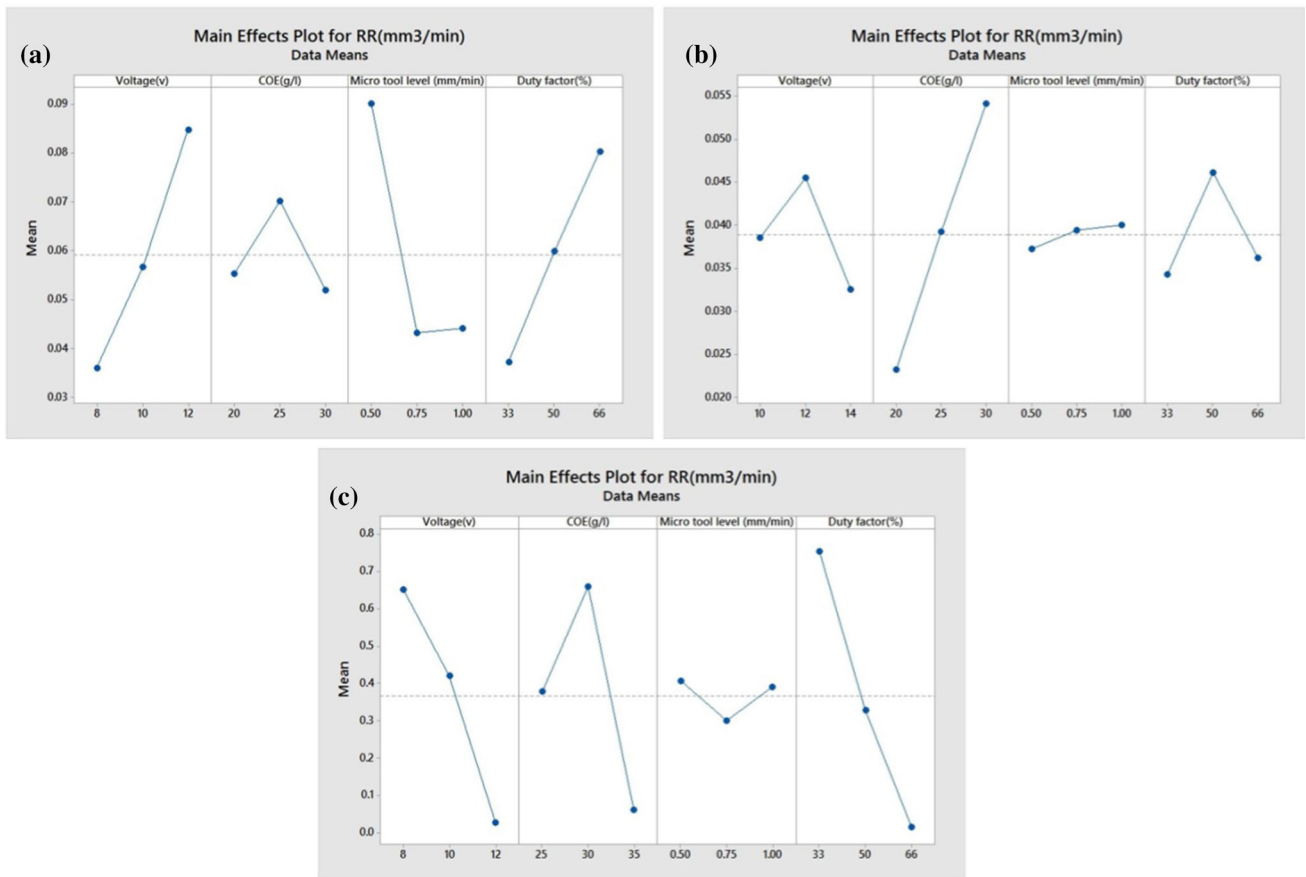 (a)
Main Effects Plot for RR(mm3/min)
Data Means
Voltage(v) COE(g/l) Micro tool level (mm/min) Duty factor(%)
Mean
0.09
0.08
0.07
0.06
0.05
0.04
0.03
8 10 12 20 25 30 0.50 0.75 1.00 33 50 66
(b)
Main Effects Plot for RR(mm3/min)
Data Means
Voltage(v) COE(g/l) Micro tool level (mm/min) Duty factor(%)
Mean
0.055
0.050
0.045
0.040
0.035
0.030
0.025
0.020
10 12 14 20 25 30 0.50 0.75 1.00 33 50 66
(c)
Main Effects Plot for RR(mm3/min)
Data Means
Voltage(v) COE(g/l) Micro tool level (mm/min) Duty factor(%)
Mean
0.8
0.7
0.6
0.5
0.4
0.3
0.2
0.1
0.0
8 10 12 25 30 35 0.50 0.75 1.00 33 50 66